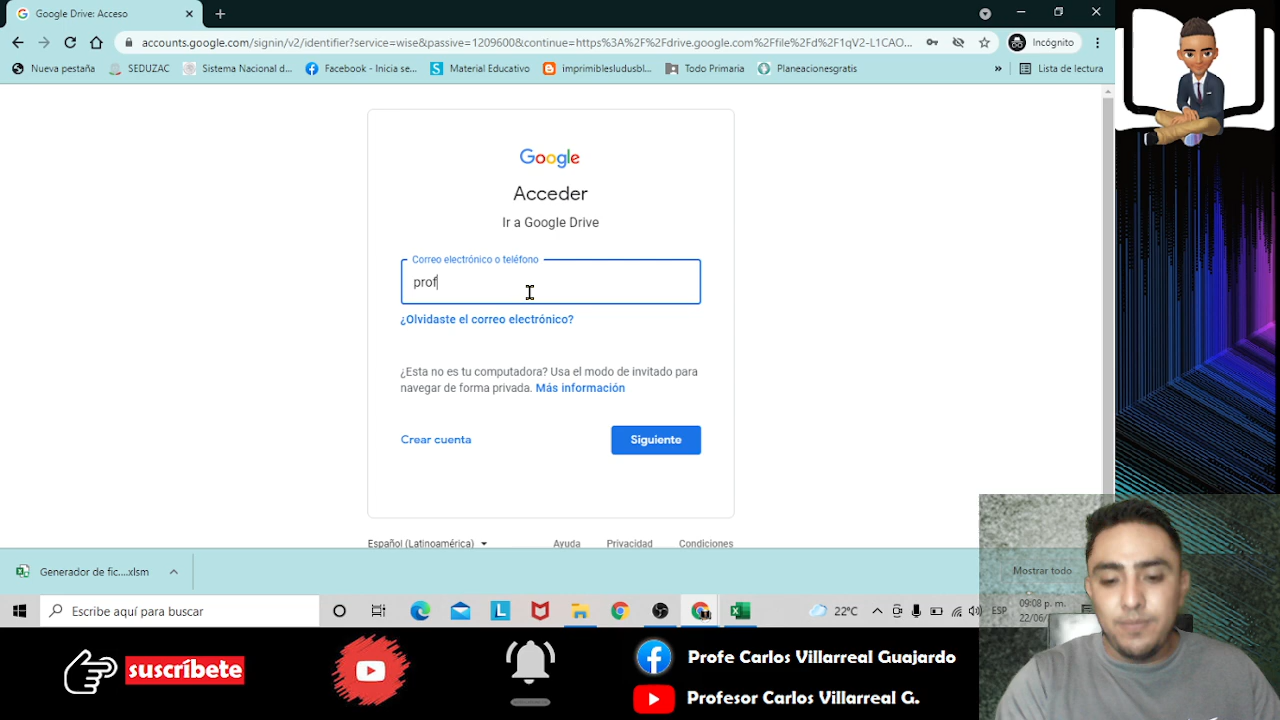 Google Drive: Acceso
accounts.google.com/signin/v2/identifier?service=wise&passive=1209600&continue=https%3A%2F%2Fdrive.google.com%2Ffile%2Fd%2F1qV2-L1CAO...
Incógnito
Nueva pestaña
SEDUZAC
Sistema Nacional d...
Facebook - Inicia se...
Material Educativo
imprimiblesludusbl...
Todo Primaria
Planeacionesgratis
»
Lista de lectura
Google
Acceder
Ir a Google Drive
Correo electrónico o teléfono
prof
¿Olvidaste el correo electrónico?
¿Esta no es tu computadora? Usa el modo de invitado para
navegar de forma privada. Más información
Crear cuenta
Siguiente
Español (Latinoamérica)
Ayuda
Privacidad
Condiciones
Generador de fic....xlsm
Mostrar todo
Escribe aquí para buscar
22°C
ESP
09:08 p. m.
suscríbete
Profe Carlos Villarreal Guajardo
Profesor Carlos Villarreal G.